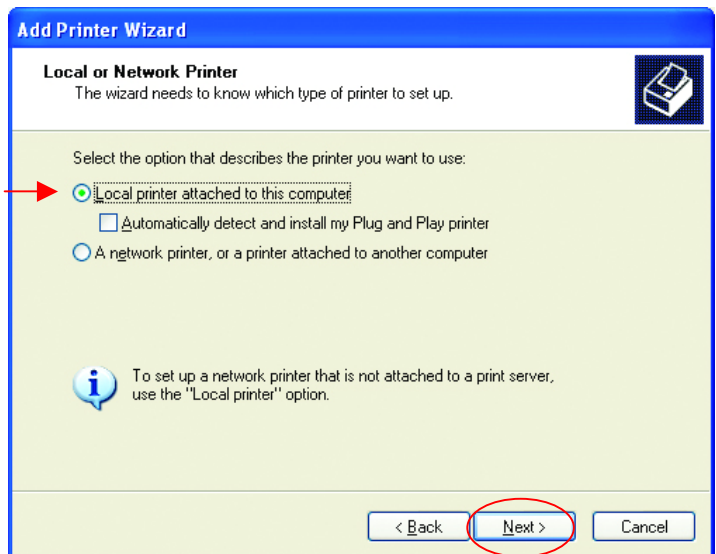 Add Printer Wizard
Local or Network Printer
The wizard needs to know which type of printer to set up.
Select the option that describes the printer you want to use:
Local printer attached to this computer
Automatically detect and install my Plug and Play printer
A network printer, or a printer attached to another computer
To set up a network printer that is not attached to a print server,
use the "Local printer" option.
< Back
Next >
Cancel